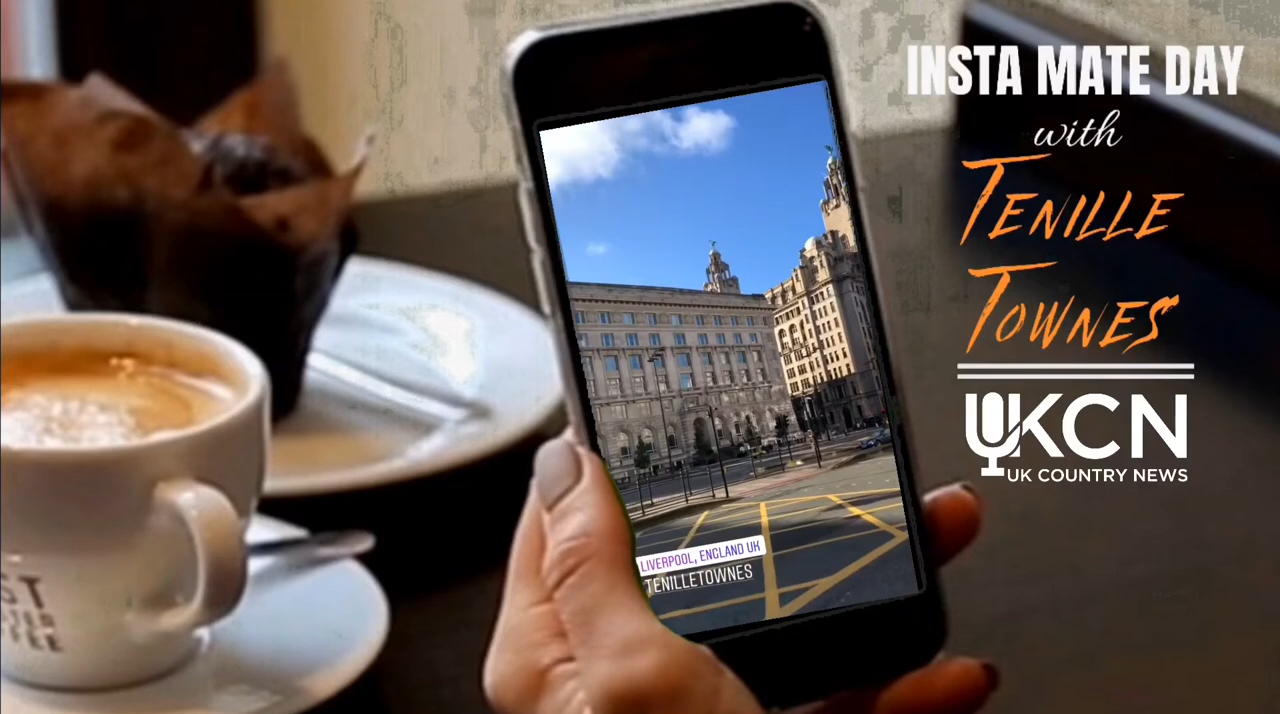 INSTA MATE DAY
with
TENILLE
TOWNES
UKCN
UK COUNTRY NEWS
LIVERPOOL, ENGLAND UK
TENILLETOWNES